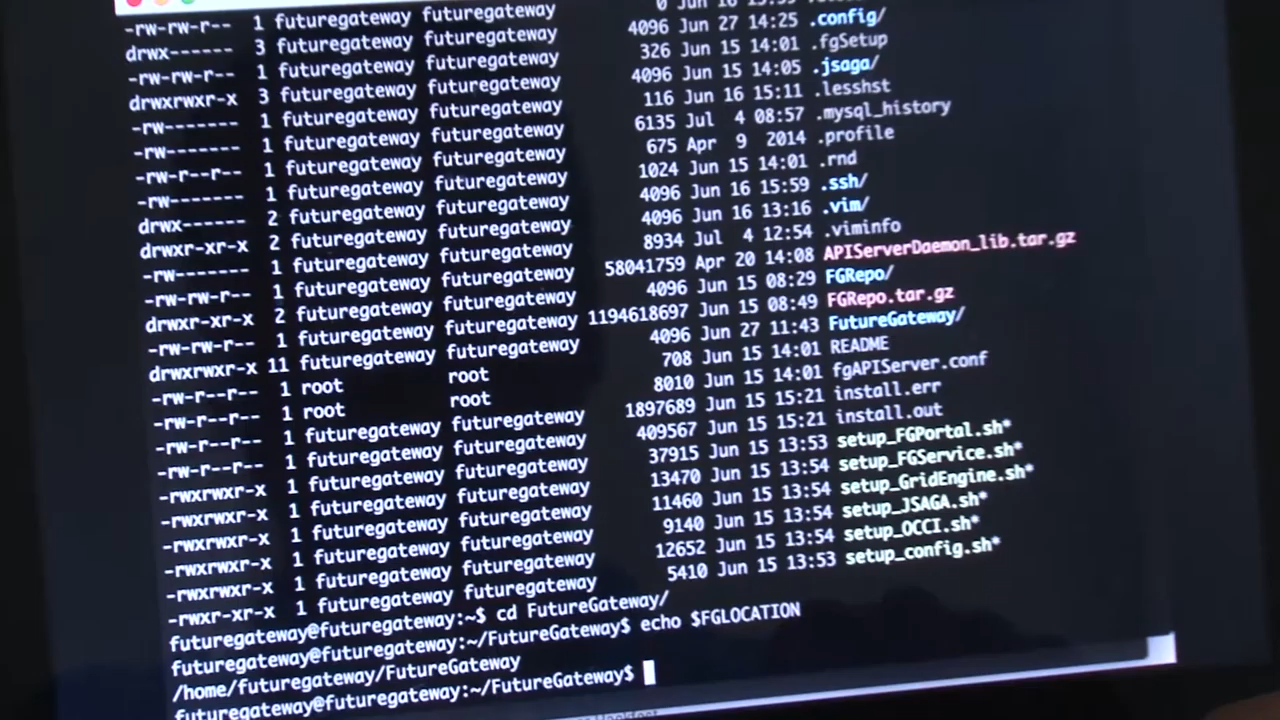 -rw-rw-r-- 1 futuregateway futuregateway 0 Jun 16
drwx------ 3 futuregateway futuregateway 4096 Jun 27 14:25 .config/
-rw-rw-r-- 1 futuregateway futuregateway 326 Jun 15 14:01 .fgSetup
drwxrwxr-x 3 futuregateway futuregateway 4096 Jun 15 14:05 .jsaga/
-rw------- 1 futuregateway futuregateway 116 Jun 16 15:11 .lesshst
-rw------- 1 futuregateway futuregateway 6135 Jul 4 08:57 .mysql_history
-rw-r--r-- 1 futuregateway futuregateway 675 Apr 9 2014 .profile
-rw------- 1 futuregateway futuregateway 1024 Jun 15 14:01 .rnd
drwx------ 2 futuregateway futuregateway 4096 Jun 16 15:59 .ssh/
drwxr-xr-x 2 futuregateway futuregateway 4096 Jun 16 13:16 .vim/
-rw------- 1 futuregateway futuregateway 8934 Jul 4 12:54 .viminfo
-rw-rw-r-- 1 futuregateway futuregateway 58041759 Apr 20 14:08 APIServerDaemon_lib.tar.gz
drwxr-xr-x 2 futuregateway futuregateway 4096 Jun 15 08:29 FGRepo/
-rw-rw-r-- 1 futuregateway futuregateway 1194618697 Jun 15 08:49 FGRepo.tar.gz
drwxrwxr-x 11 futuregateway futuregateway 4096 Jun 27 11:43 FutureGateway/
-rw-r--r-- 1 root root 708 Jun 15 14:01 README
-rw-r--r-- 1 root root 8010 Jun 15 14:01 fgAPIServer.conf
-rw-r--r-- 1 futuregateway futuregateway 1897689 Jun 15 15:21 install.err
-rw-r--r-- 1 futuregateway futuregateway 409567 Jun 15 15:21 install.out
-rwxrwxr-x 1 futuregateway futuregateway 37915 Jun 15 13:53 setup_FGPortal.sh*
-rwxrwxr-x 1 futuregateway futuregateway 13470 Jun 15 13:54 setup_FGService.sh*
-rwxrwxr-x 1 futuregateway futuregateway 11460 Jun 15 13:54 setup_GridEngine.sh*
-rwxrwxr-x 1 futuregateway futuregateway 9140 Jun 15 13:54 setup_JSAGA.sh*
-rwxrwxr-x 1 futuregateway futuregateway 12652 Jun 15 13:54 setup_OCCI.sh*
-rwxr-xr-x 1 futuregateway futuregateway 5410 Jun 15 13:53 setup_config.sh*
futuregateway@futuregateway:~$ cd FutureGateway/
futuregateway@futuregateway:~/FutureGateway$ echo $FGLOCATION
/home/futuregateway/FutureGateway
futuregateway@futuregateway:~/FutureGateway$